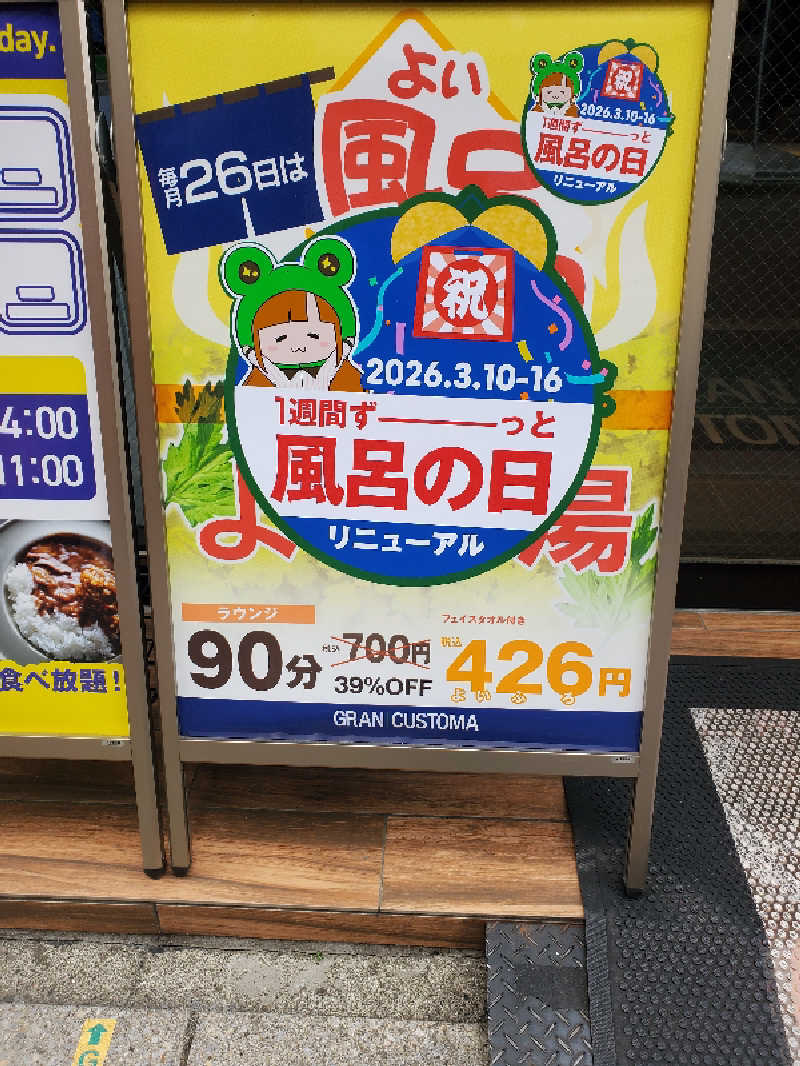 day.
4:00
11:00
食べ放題!
毎月26日は
よい
風呂
祝
2026.3.10-16
1週間ず――っと
風呂の日
リニューアル
祝
2026.3.10-16
1週間ず―――っと
風呂の日
リニューアル
よ
湯
ラウンジ
90分
税込700円
39%OFF
フェイスタオル付き
税込426円
よいふろ
GRAN CUSTOMA
G